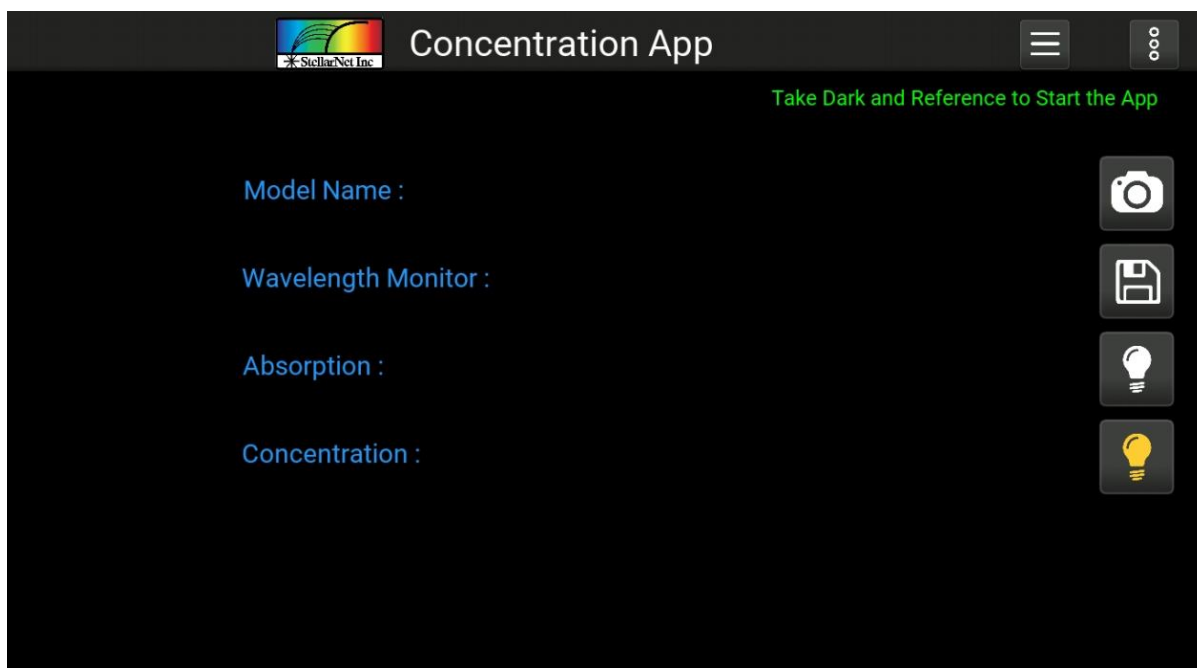 StellarNet Inc
Concentration App
Take Dark and Reference to Start the App
Model Name :
Wavelength Monitor :
Absorption :
Concentration :